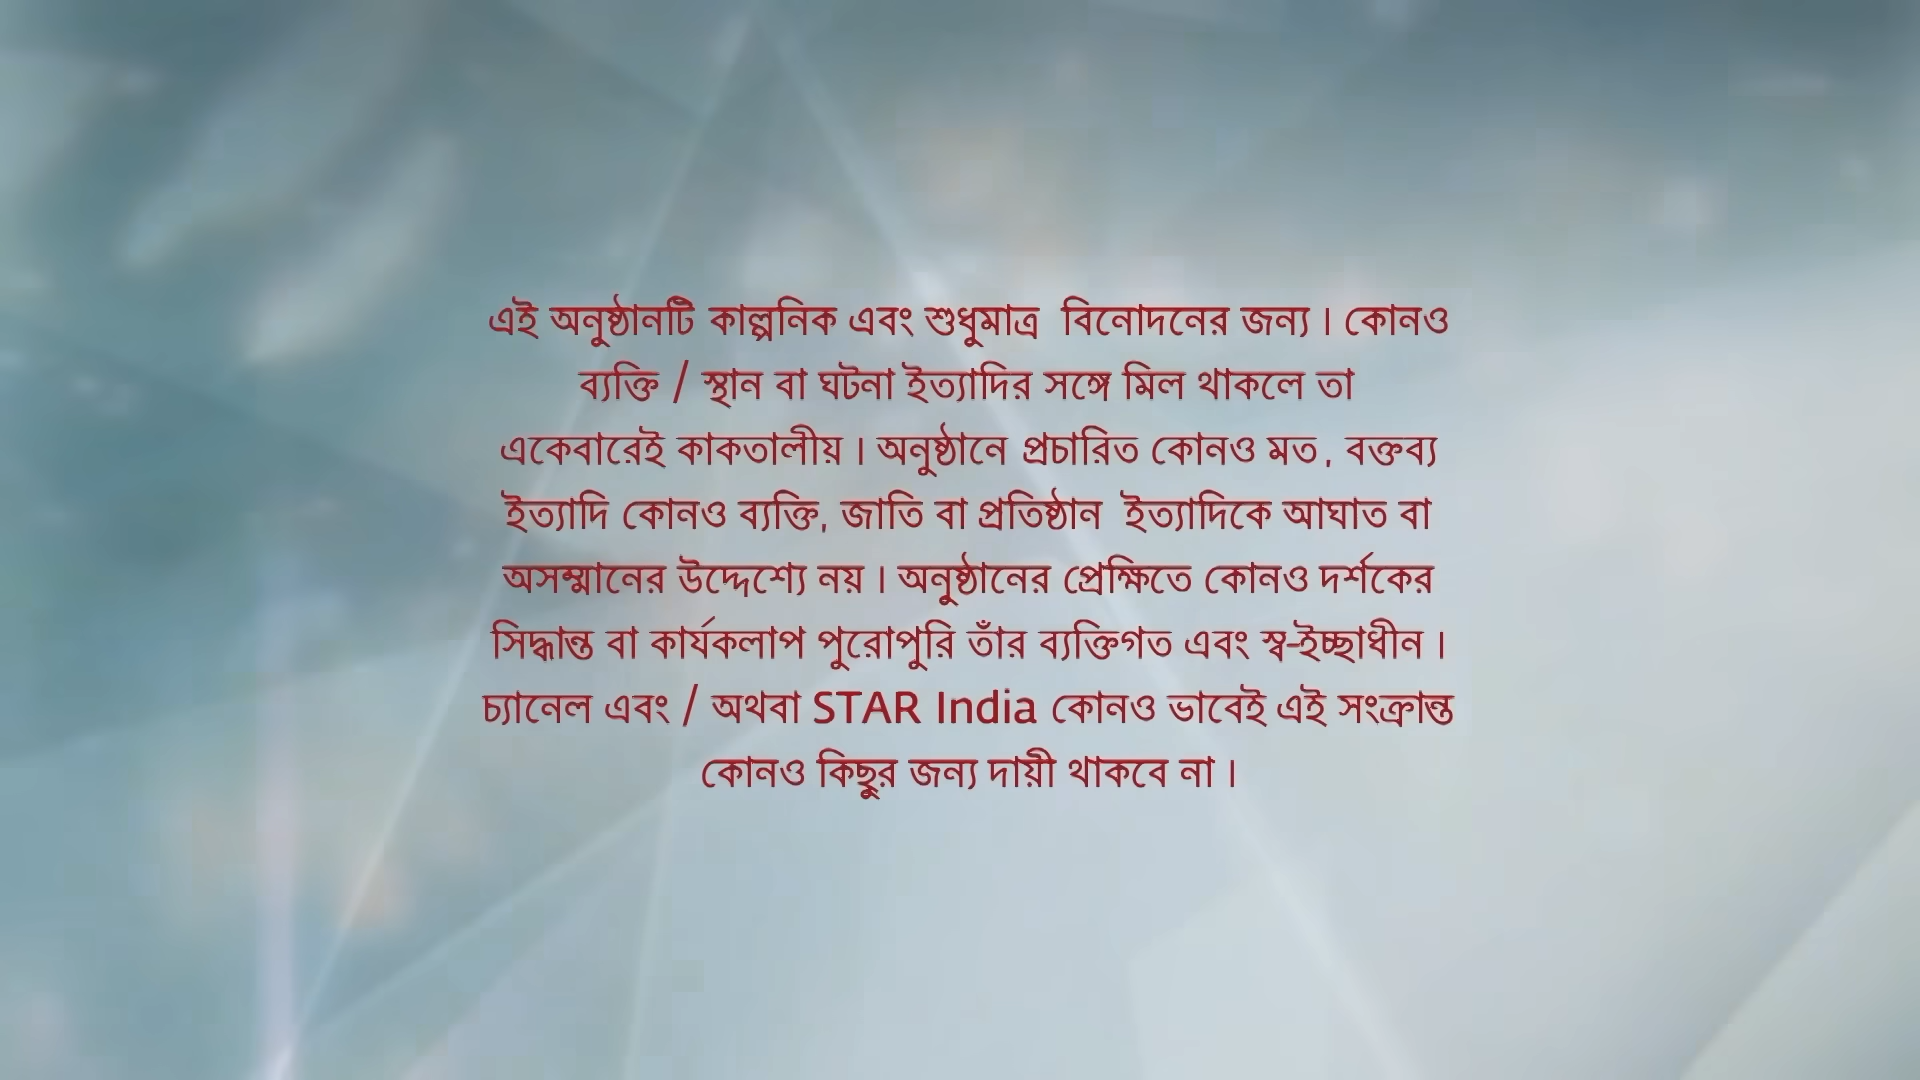 এই অনুষ্ঠানটি কাল্পনিক এবং শুধুমাত্র বিনোদনের জন্য । কোনও
ব্যক্তি / স্থান বা ঘটনা ইত্যাদির সঙ্গে মিল থাকলে তা
একেবারেই কাকতালীয় । অনুষ্ঠানে প্রচারিত কোনও মত , বক্তব্য
ইত্যাদি কোনও ব্যক্তি, জাতি বা প্রতিষ্ঠান ইত্যাদিকে আঘাত বা
অসম্মানের উদ্দেশ্যে নয় । অনুষ্ঠানের প্রেক্ষিতে কোনও দর্শকের
সিদ্ধান্ত বা কার্যকলাপ পুরোপুরি তাঁর ব্যক্তিগত এবং স্ব-ইচ্ছাধীন ।
চ্যানেল এবং / অথবা STAR India কোনও ভাবেই এই সংক্রান্ত
কোনও কিছুর জন্য দায়ী থাকবে না ।